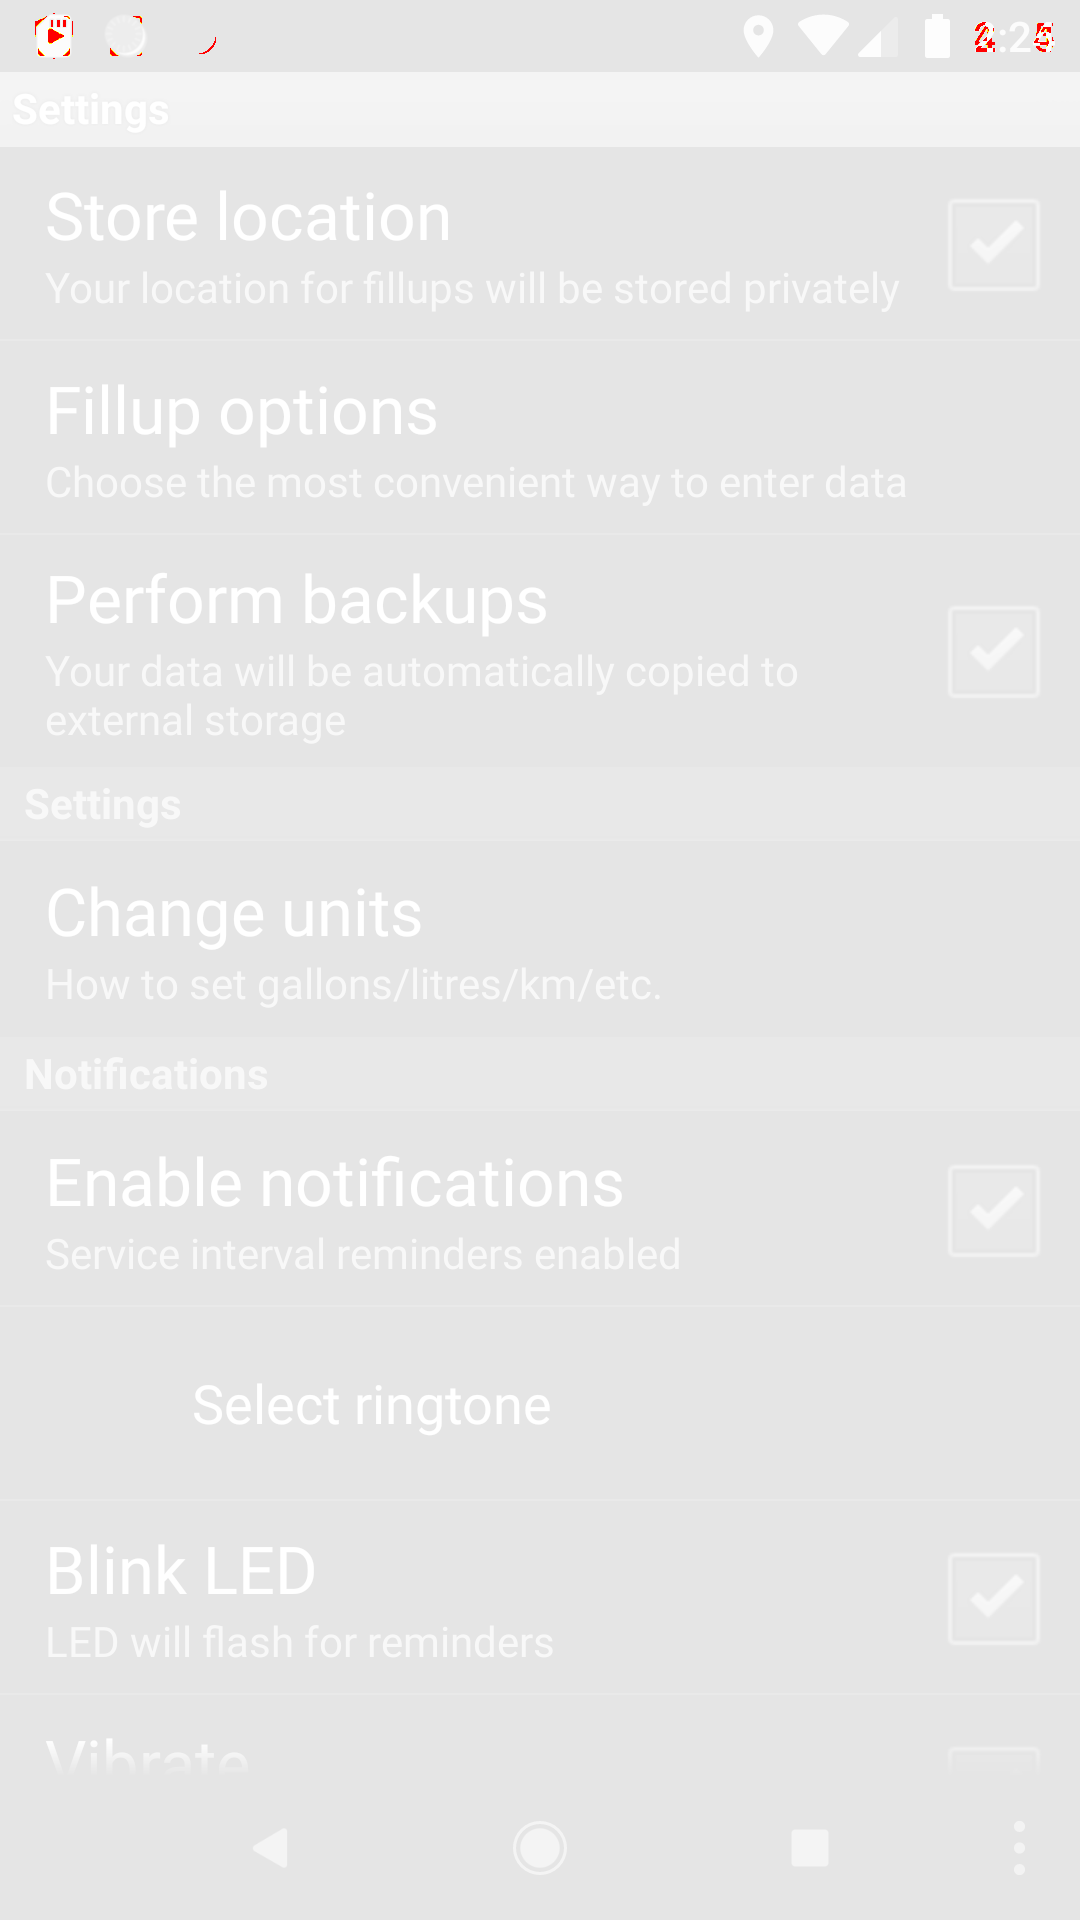 Settings
Store location
Your location for fillups will be stored privately
Fillup options
Choose the most convenient way to enter data
Perform backups
Your data will be automatically copied to
external storage
Settings
Change units
How to set gallons/litres/km/etc.
Notifications
Enable notifications
Service interval reminders enabled
Select ringtone
Blink LED
LED will flash for reminders
Vibrate